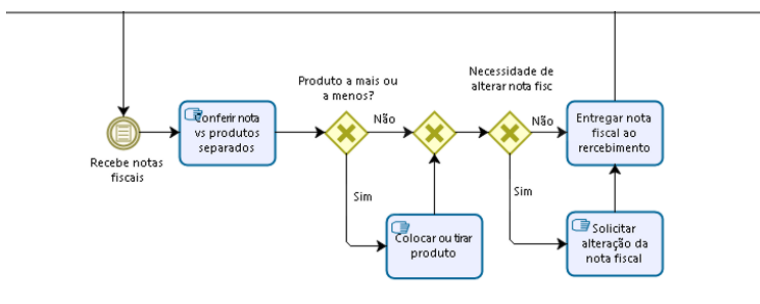 Recebe notas
fiscais
Conferir nota
vs produtos
separados
Produto a mais ou
a menos?
Não
Sim
Colocar ou tirar
produto
Necessidade de
alterar nota fisc
Não
Sim
Solicitar
alteração da
nota fiscal
Entregar nota
fiscal ao
rercebimento